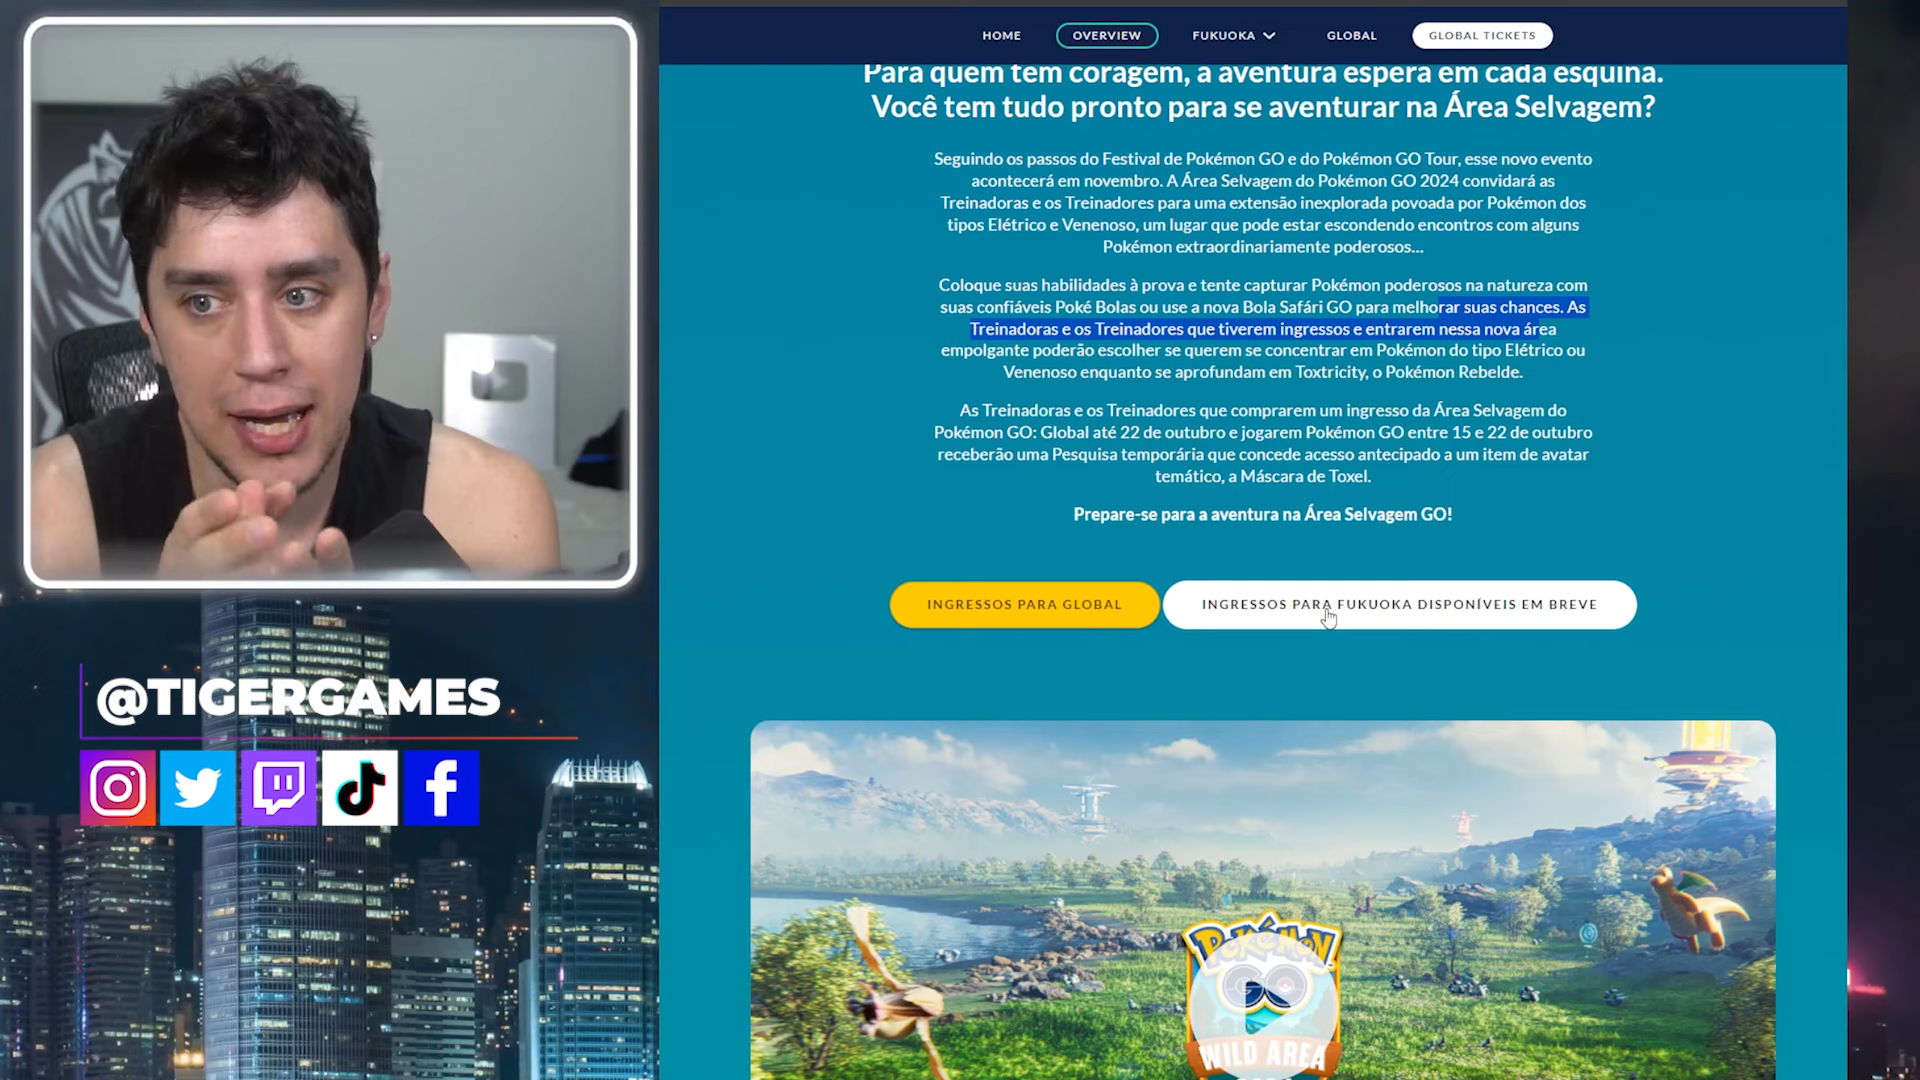 HOME
OVERVIEW
FUKUOKA
GLOBAL
GLOBAL TICKETS
Para quem tem coragem, a aventura espera em cada esquina.
Você tem tudo pronto para se aventurar na Área Selvagem?
Seguindo os passos do Festival de Pokémon GO e do Pokémon GO Tour, esse novo evento
acontecerá em novembro. A Área Selvagem do Pokémon GO 2024 convidará as
Treinadoras e os Treinadores para uma extensão inexplorada povoada por Pokémon dos
tipos Elétrico e Venenoso, um lugar que pode estar escondendo encontros com alguns
Pokémon extraordinariamente poderosos...
Coloque suas habilidades à prova e tente capturar Pokémon poderosos na natureza com
suas confiáveis Poké Bolas ou use a nova Bola Safári GO para melhorar suas chances. As
Treinadoras e os Treinadores que tiverem ingressos e entrarem nessa nova área
empolgante poderão escolher se querem se concentrar em Pokémon do tipo Elétrico ou
Venenoso enquanto se aprofundam em Toxtricity, o Pokémon Rebelde.
As Treinadoras e os Treinadores que comprarem um ingresso da Área Selvagem do
Pokémon GO: Global até 22 de outubro e jogarem Pokémon GO entre 15 e 22 de outubro
receberão uma Pesquisa temporária que concede acesso antecipado a um item de avatar
temático, a Máscara de Toxel.
Prepare-se para a aventura na Área Selvagem GO!
INGRESSOS PARA GLOBAL
INGRESSOS PARA FUKUOKA DISPONÍVEIS EM BREVE
@TIGERGAMES
POKÉMON
GO
WILD AREA